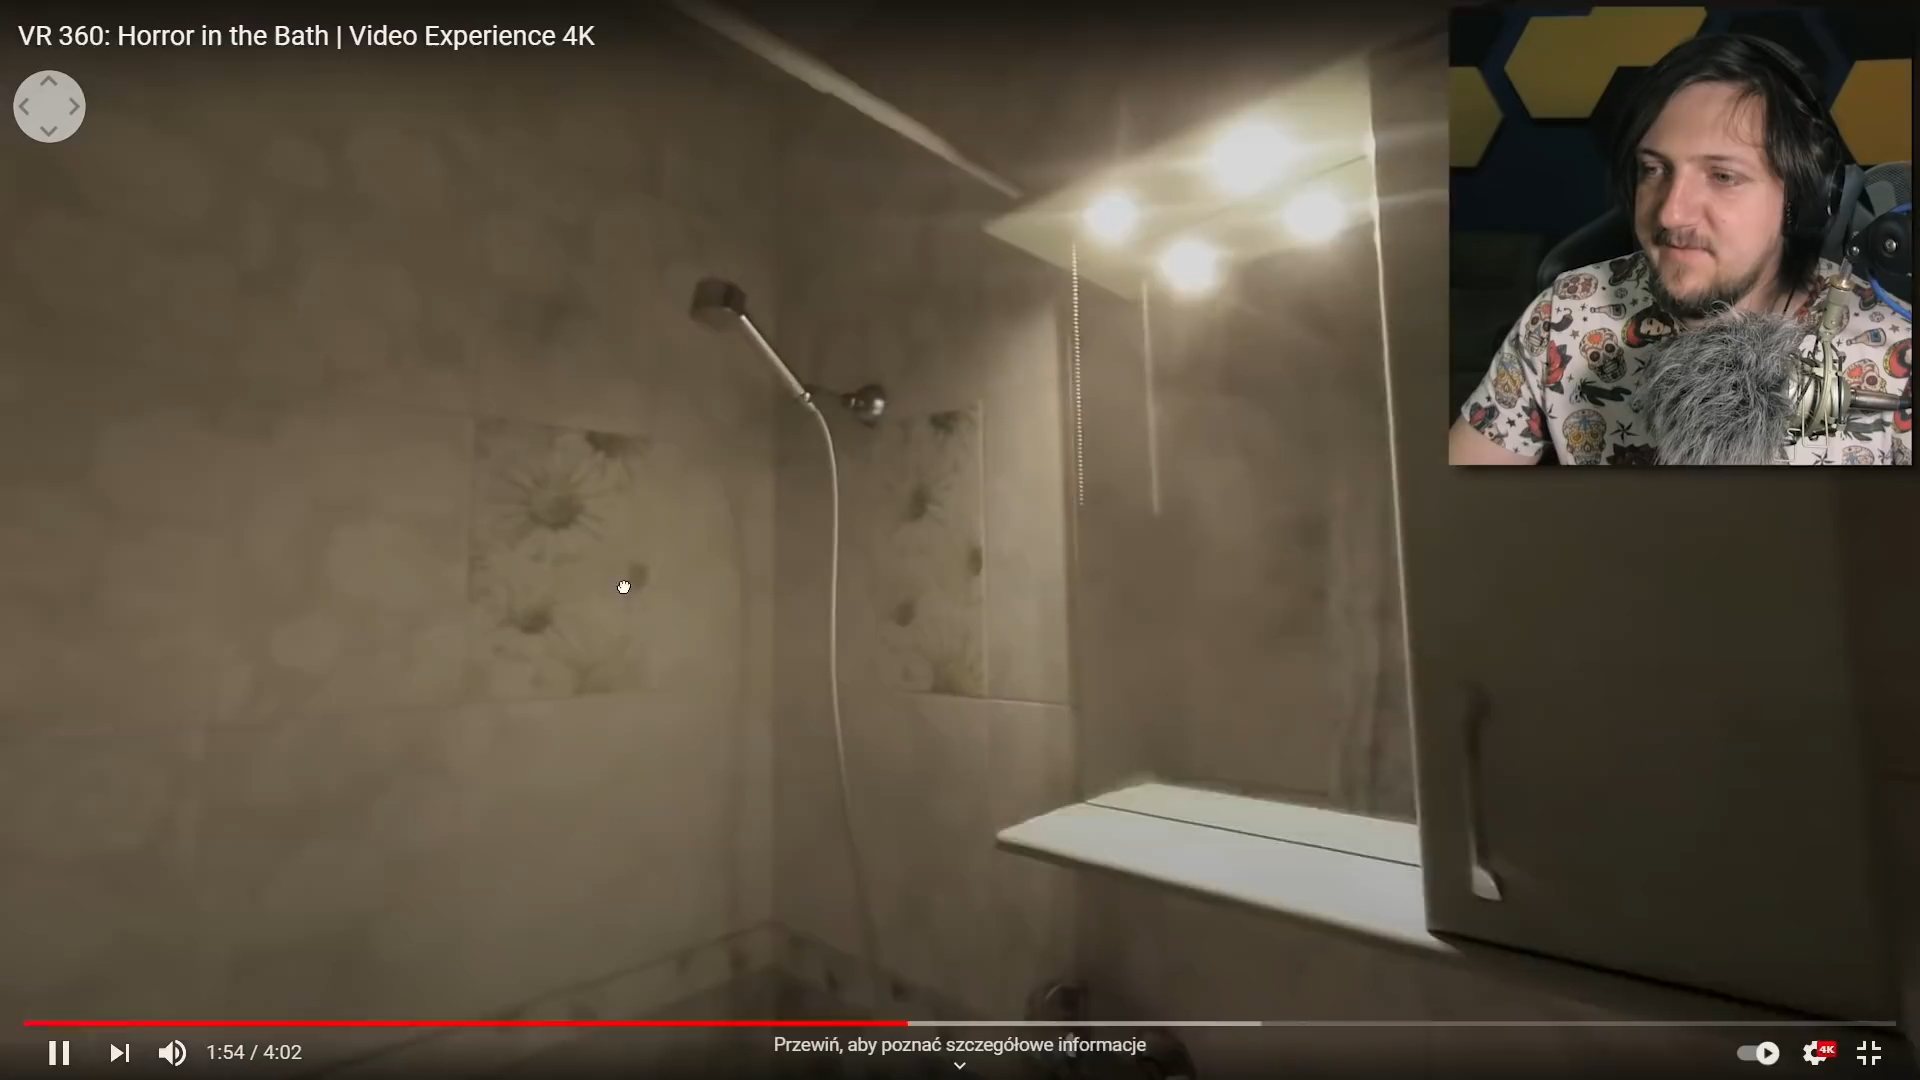 VR 360: Horror in the Bath | Video Experience 4K
Przewiń, aby poznać szczegółowe informacje
1:54 / 4:02
4K